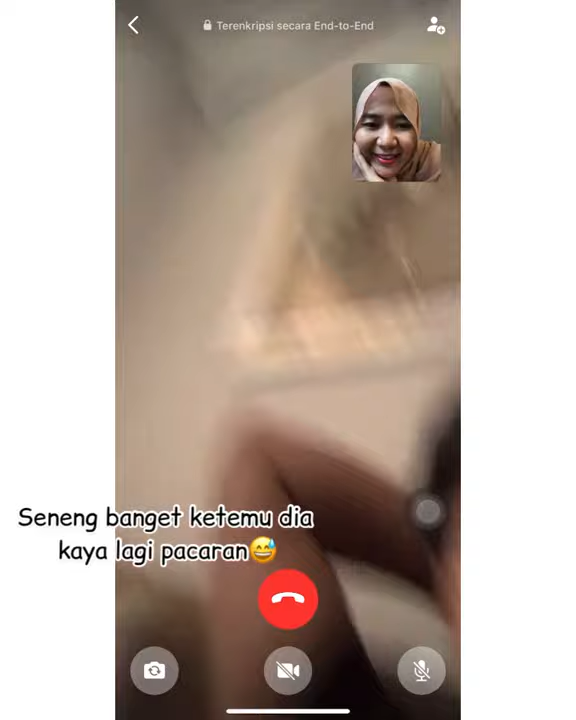 Terenkripsi secara End-to-End
Seneng banget ketemu dia
kaya lagi pacaran😅